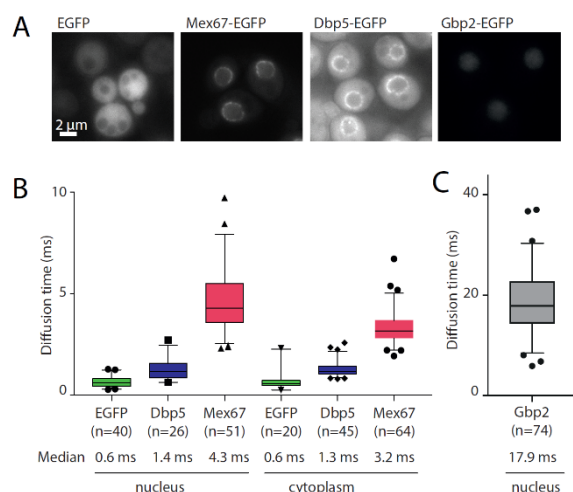 A
EGFP
Mex67-EGFP
Dbp5-EGFP
Gbp2-EGFP
2 μm
B
Diffusion time (ms)
10
5
0
EGFP Dbp5 Mex67 EGFP Dbp5 Mex67
(n=40) (n=26) (n=51) (n=20) (n=45) (n=64)
Median 0.6 ms 1.4 ms 4.3 ms 0.6 ms 1.3 ms 3.2 ms
nucleus cytoplasm
C
Diffusion time (ms)
40
20
0
Gbp2
(n=74)
17.9 ms
nucleus